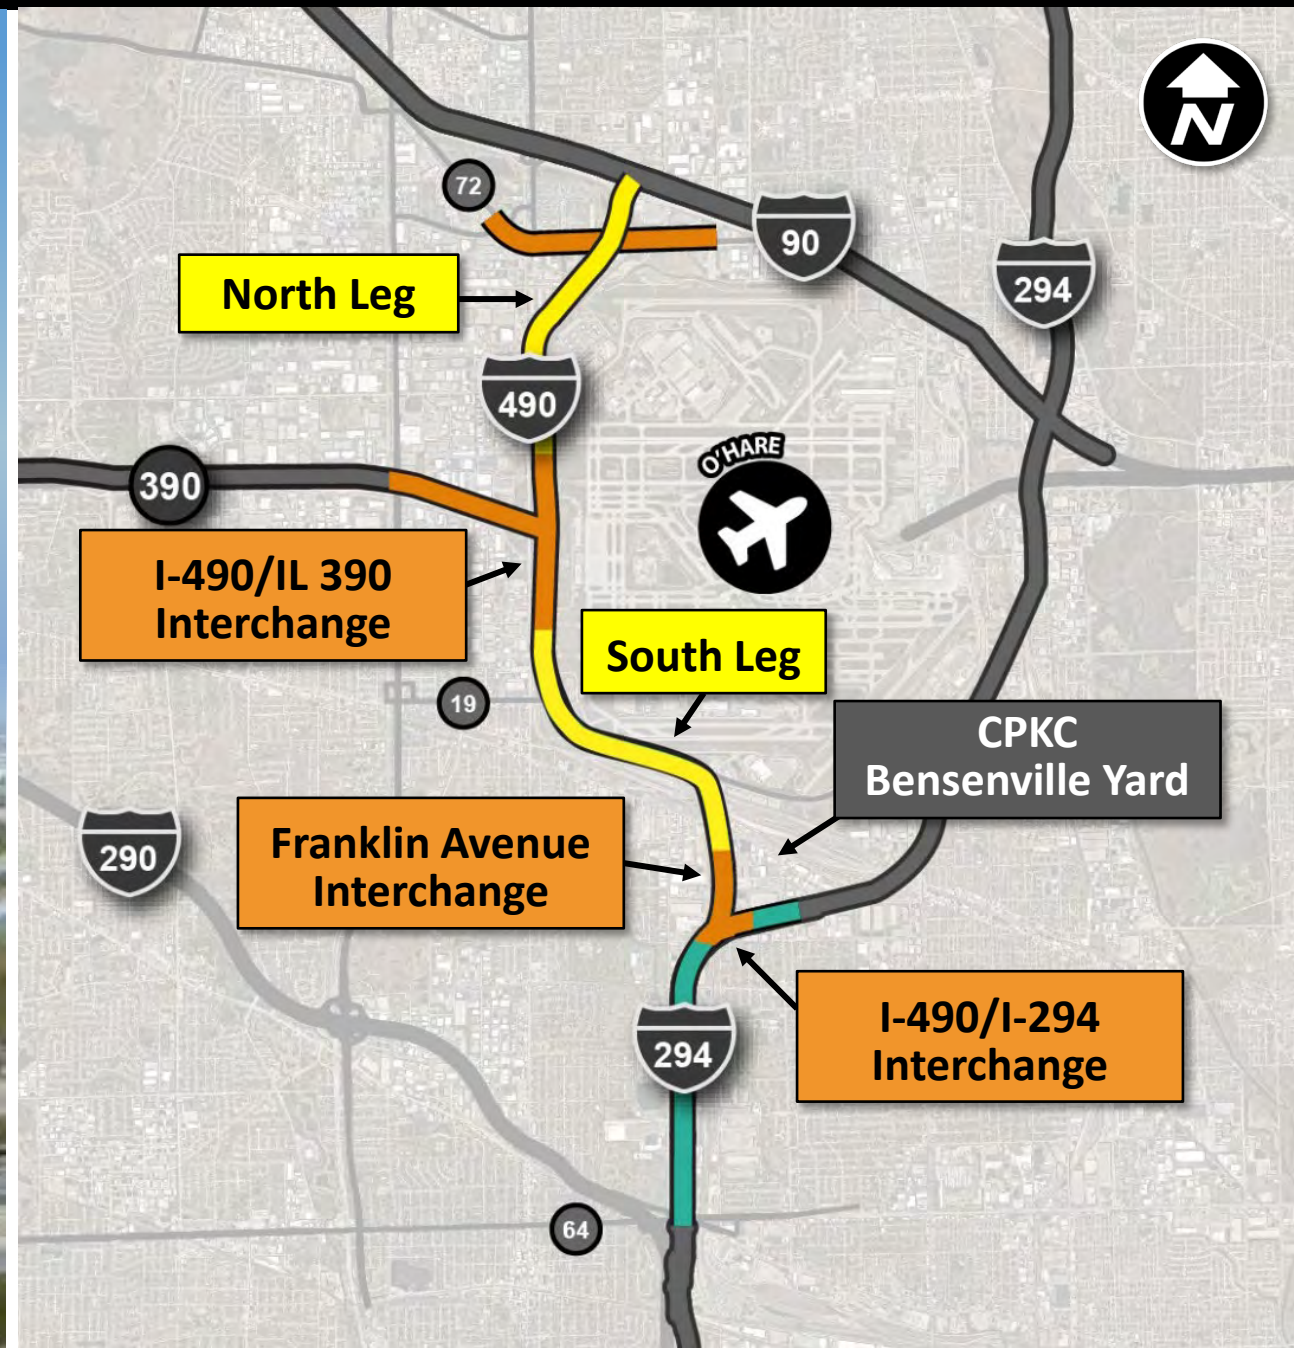 N
72
90
294
North Leg
490
O'HARE
390
I-490/IL 390
Interchange
South Leg
19
CPKC
Bensenville Yard
290
Franklin Avenue
Interchange
I-490/I-294
Interchange
294
64